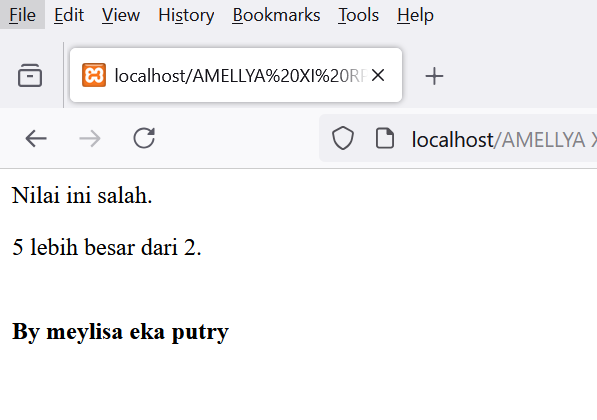 File Edit View History Bookmarks Tools Help
localhost/AMELLYA%20XI%20RP
localhost/AMELLYA X
Nilai ini salah.
5 lebih besar dari 2.
By meylisa eka putry